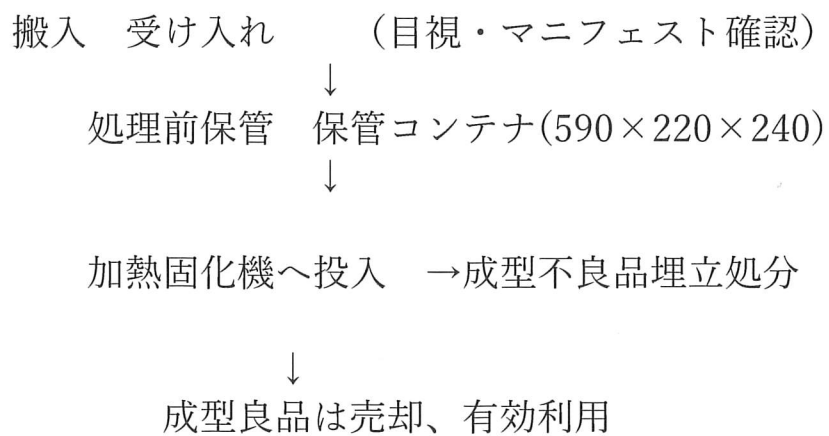 搬入　受け入れ　　　（目視・マニフェスト確認）
↓
処理前保管　保管コンテナ(590×220×240)
↓
加熱固化機へ投入　→成型不良品埋立処分
↓
成型良品は売却、有効利用